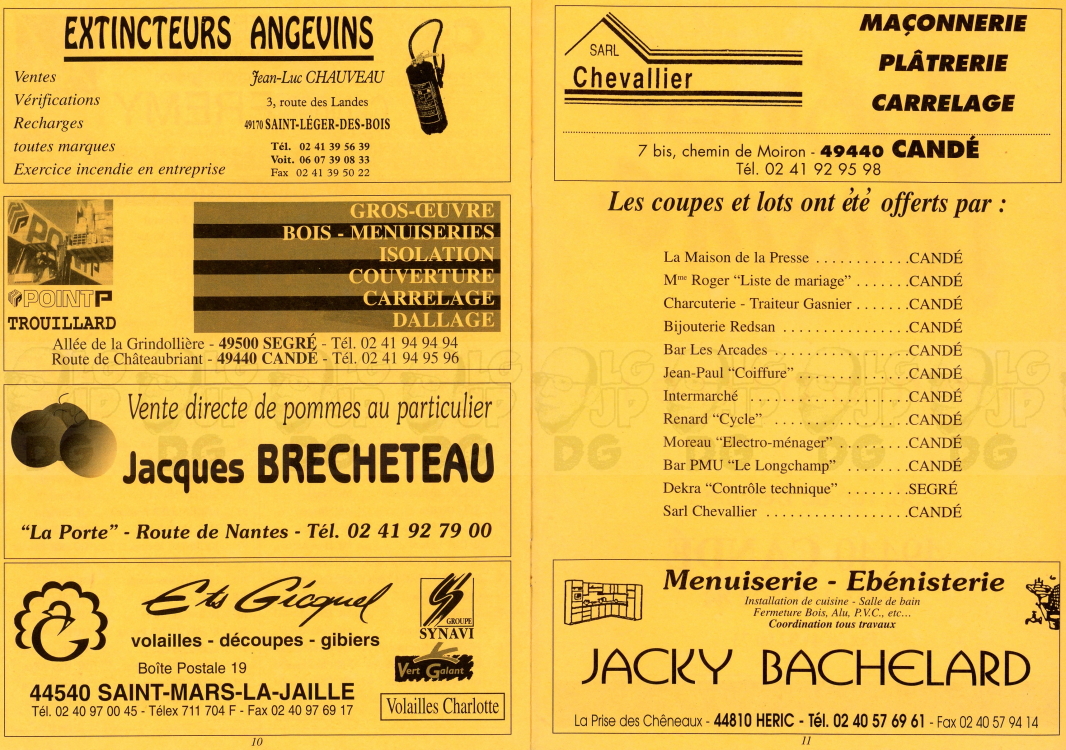 EXTINCTEURS ANGEVINS
Ventes
Vérifications
Recharges
toutes marques
Exercice incendie en entreprise
Jean-Luc CHAUVEAU
3, route des Landes
49170 SAINT-LÉGER-DES-BOIS
Tél. 02 41 39 56 39
Voit. 06 07 39 08 33
Fax 02 41 39 50 22
POINT P
TROUILLARD
GROS-ŒUVRE
BOIS - MENUISERIES
ISOLATION
COUVERTURE
CARRELAGE
DALLAGE
Allée de la Grindollière - 49500 SEGRÉ - Tél. 02 41 94 94 94
Route de Châteaubriant - 49440 CANDÉ - Tél. 02 41 94 95 96
Vente directe de pommes au particulier
Jacques BRECHETEAU
"La Porte" - Route de Nantes - Tél. 02 41 92 79 00
Ets Gicquel
volailles - découpes - gibiers
Boîte Postale 19
44540 SAINT-MARS-LA-JAILLE
Tél. 02 40 97 00 45 - Télex 711 704 F - Fax 02 40 97 69 17
GROUPE
SYNAVI
Vert Galant
Volailles Charlotte
10
SARL
Chevallier
MAÇONNERIE
PLÂTRERIE
CARRELAGE
7 bis, chemin de Moiron - 49440 CANDÉ
Tél. 02 41 92 95 98
Les coupes et lots ont été offerts par :
La Maison de la Presse . . . . . . . . . . . .CANDÉ
Mme Roger “Liste de mariage” . . . . . . .CANDÉ
Charcuterie - Traiteur Gasnier . . . . . . .CANDÉ
Bijouterie Redsan . . . . . . . . . . . . . . . .CANDÉ
Bar Les Arcades . . . . . . . . . . . . . . . . .CANDÉ
Jean-Paul “Coiffure” . . . . . . . . . . . . . .CANDÉ
Intermarché . . . . . . . . . . . . . . . . . . . .CANDÉ
Renard “Cycle” . . . . . . . . . . . . . . . . . .CANDÉ
Moreau “Electro-ménager” . . . . . . . . .CANDÉ
Bar PMU “Le Longchamp” . . . . . . . .CANDÉ
Dekra “Contrôle technique” . . . . . . . .SEGRÉ
Sarl Chevallier . . . . . . . . . . . . . . . . . .CANDÉ
Menuiserie - Ebénisterie
Installation de cuisine - Salle de bain
Fermeture Bois, Alu, P.V.C., etc...
Coordination tous travaux
JACKY BACHELARD
La Prise des Chêneaux - 44810 HERIC - Tél. 02 40 57 69 61 - Fax 02 40 57 94 14
11
LG JP DG